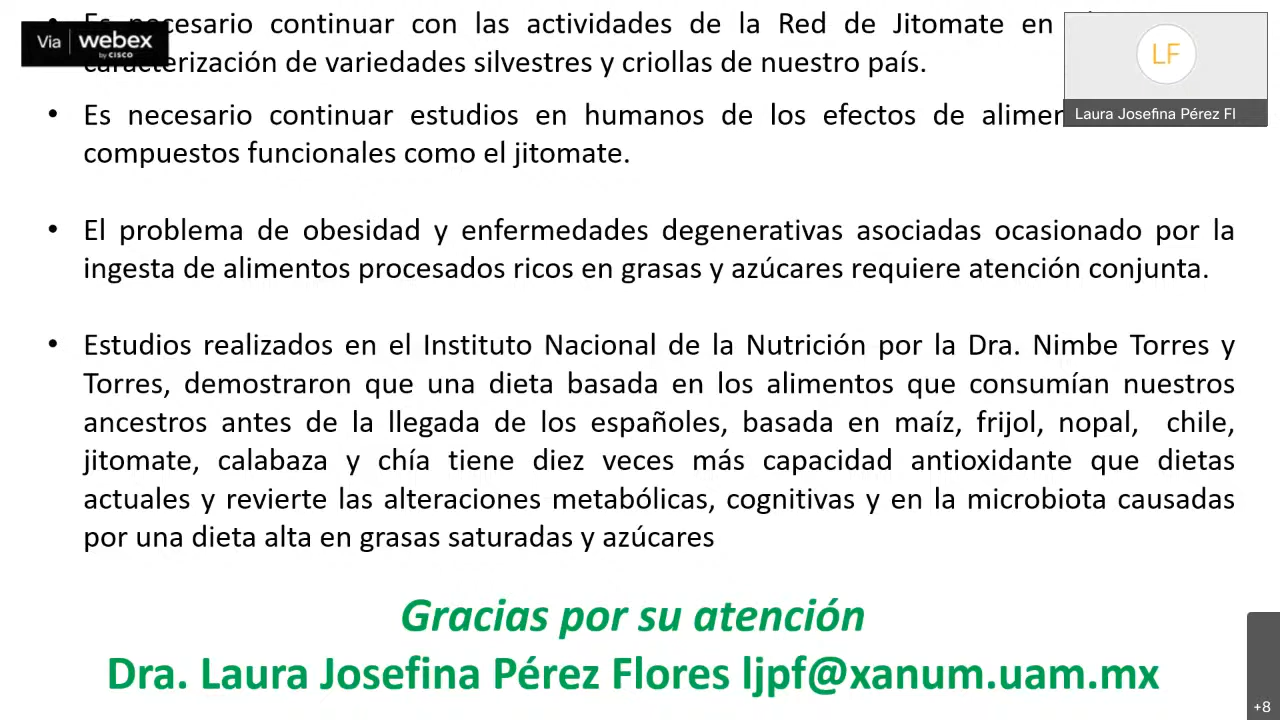 necesario continuar con las actividades de la Red de Jitomate en
Via webex
by CISCO
caracterización de variedades silvestres y criollas de nuestro país.
LF
Laura Josefina Pérez Fl
• Es necesario continuar estudios en humanos de los efectos de
compuestos funcionales como el jitomate.
• El problema de obesidad y enfermedades degenerativas asociadas ocasionado por la
ingesta de alimentos procesados ricos en grasas y azúcares requiere atención conjunta.
• Estudios realizados en el Instituto Nacional de la Nutrición por la Dra. Nimbe Torres y
Torres, demostraron que una dieta basada en los alimentos que consumían nuestros
ancestros antes de la llegada de los españoles, basada en maíz, frijol, nopal, chile,
jitomate, calabaza y chía tiene diez veces más capacidad antioxidante que dietas
actuales y revierte las alteraciones metabólicas, cognitivas y en la microbiota causadas
por una dieta alta en grasas saturadas y azúcares
Gracias por su atención
Dra. Laura Josefina Pérez Flores ljpf@xanum.uam.mx
+8